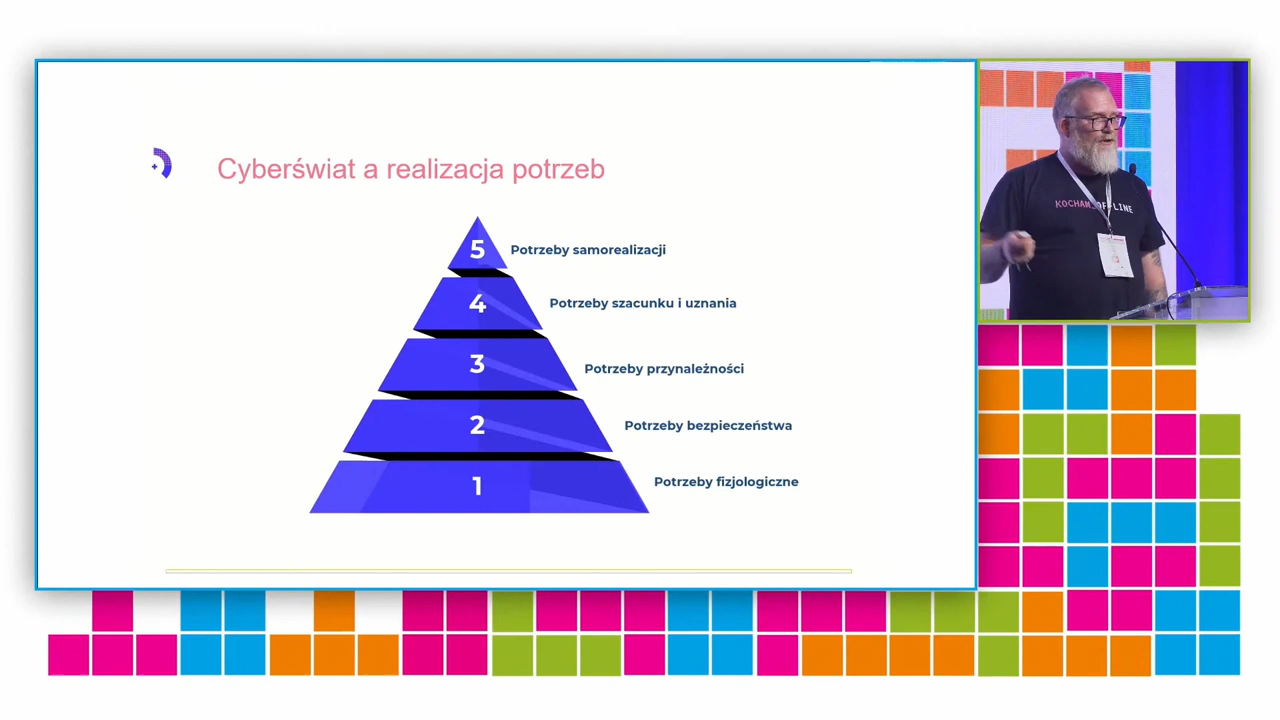 Cyberświat a realizacja potrzeb
5 Potrzeby samorealizacji
4 Potrzeby szacunku i uznania
3 Potrzeby przynależności
2 Potrzeby bezpieczeństwa
1 Potrzeby fizjologiczne
KOCHAM OFFLINE